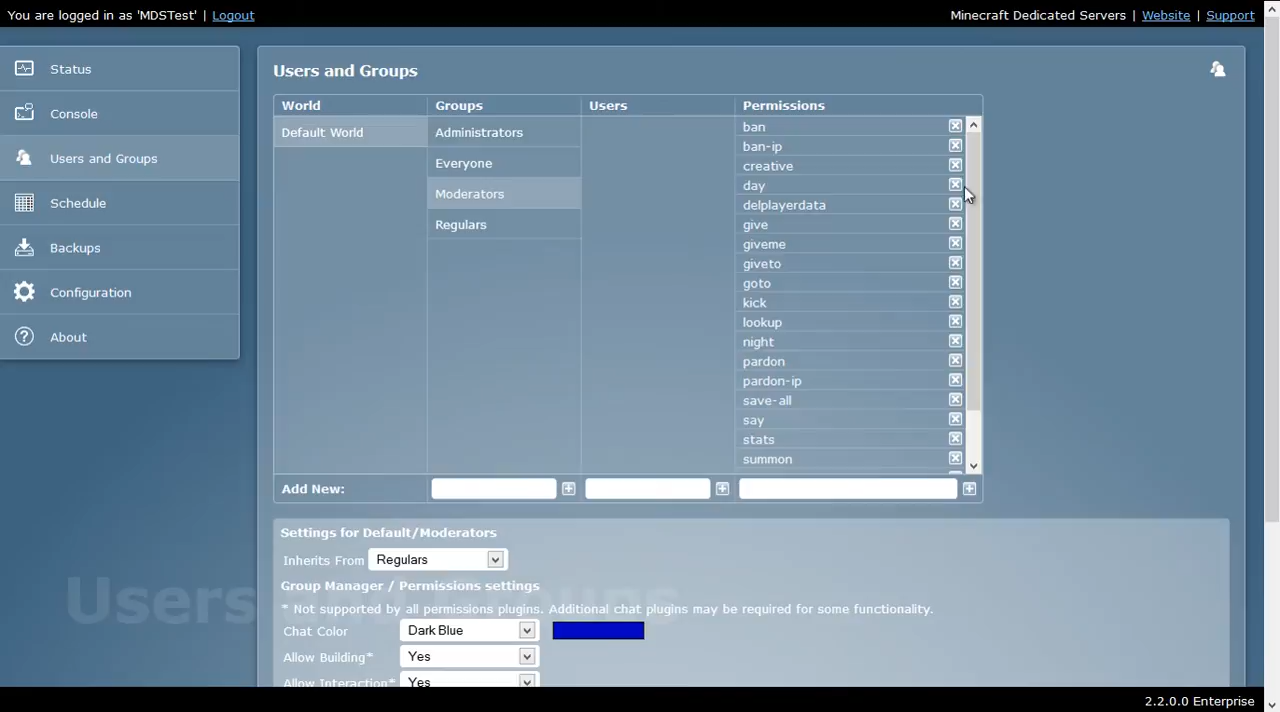 You are logged in as 'MDSTest' | Logout
Minecraft Dedicated Servers | Website | Support
Status
Console
Users and Groups
Schedule
Backups
Configuration
About
Users and Groups
World Groups Users Permissions
Default World
Administrators
Everyone
Moderators
Regulars
ban
ban-ip
creative
day
delplayerdata
give
giveme
giveto
goto
kick
lookup
night
pardon
pardon-ip
save-all
say
stats
summon
Add New:
Settings for Default/Moderators
Inherits From Regulars
Group Manager / Permissions settings
* Not supported by all permissions plugins. Additional chat plugins may be required for some functionality.
Chat Color Dark Blue
Allow Building* Yes
Allow Interaction* Yes
Users and Groups
2.2.0.0 Enterprise